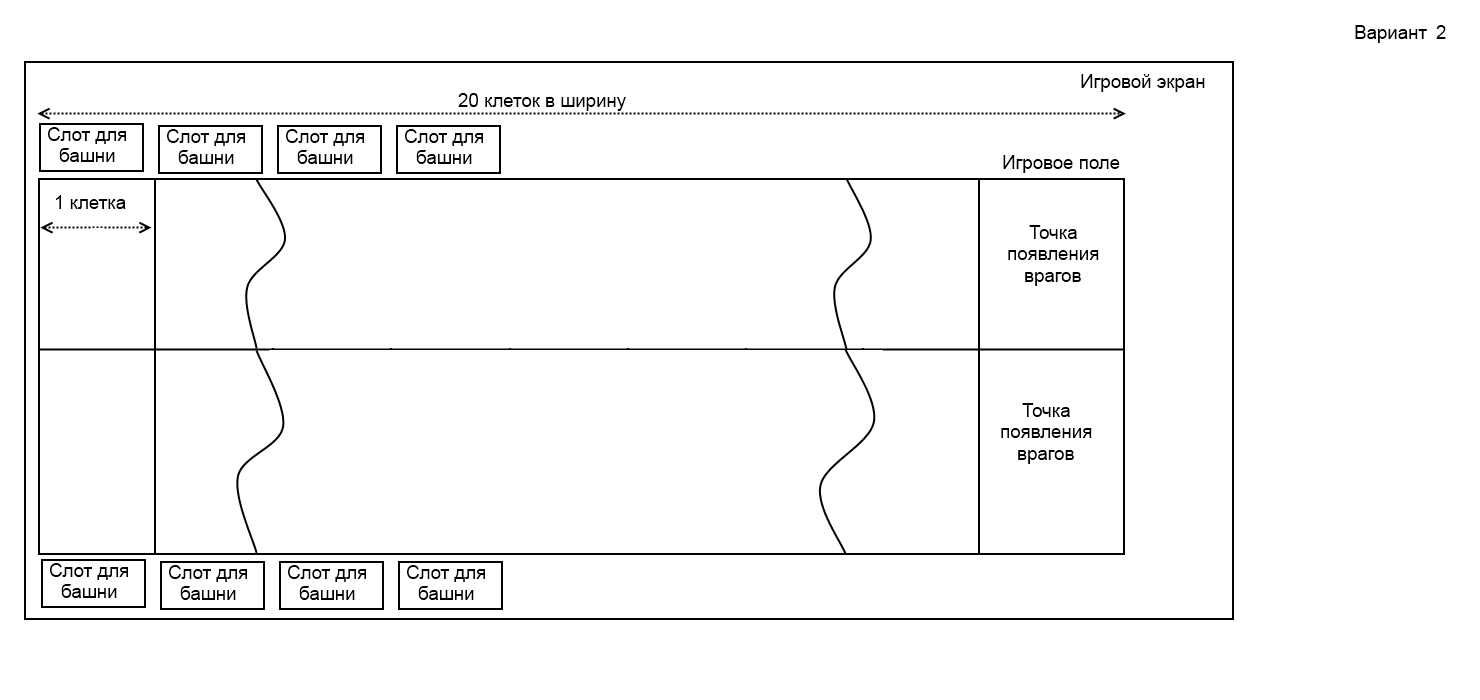 Вариант 2
Игровой экран
20 клеток в ширину
Слот для
башни
Слот для
башни
Слот для
башни
Слот для
башни
Игровое поле
1 клетка
Точка
появления
врагов
Точка
появления
врагов
Слот для
башни
Слот для
башни
Слот для
башни
Слот для
башни